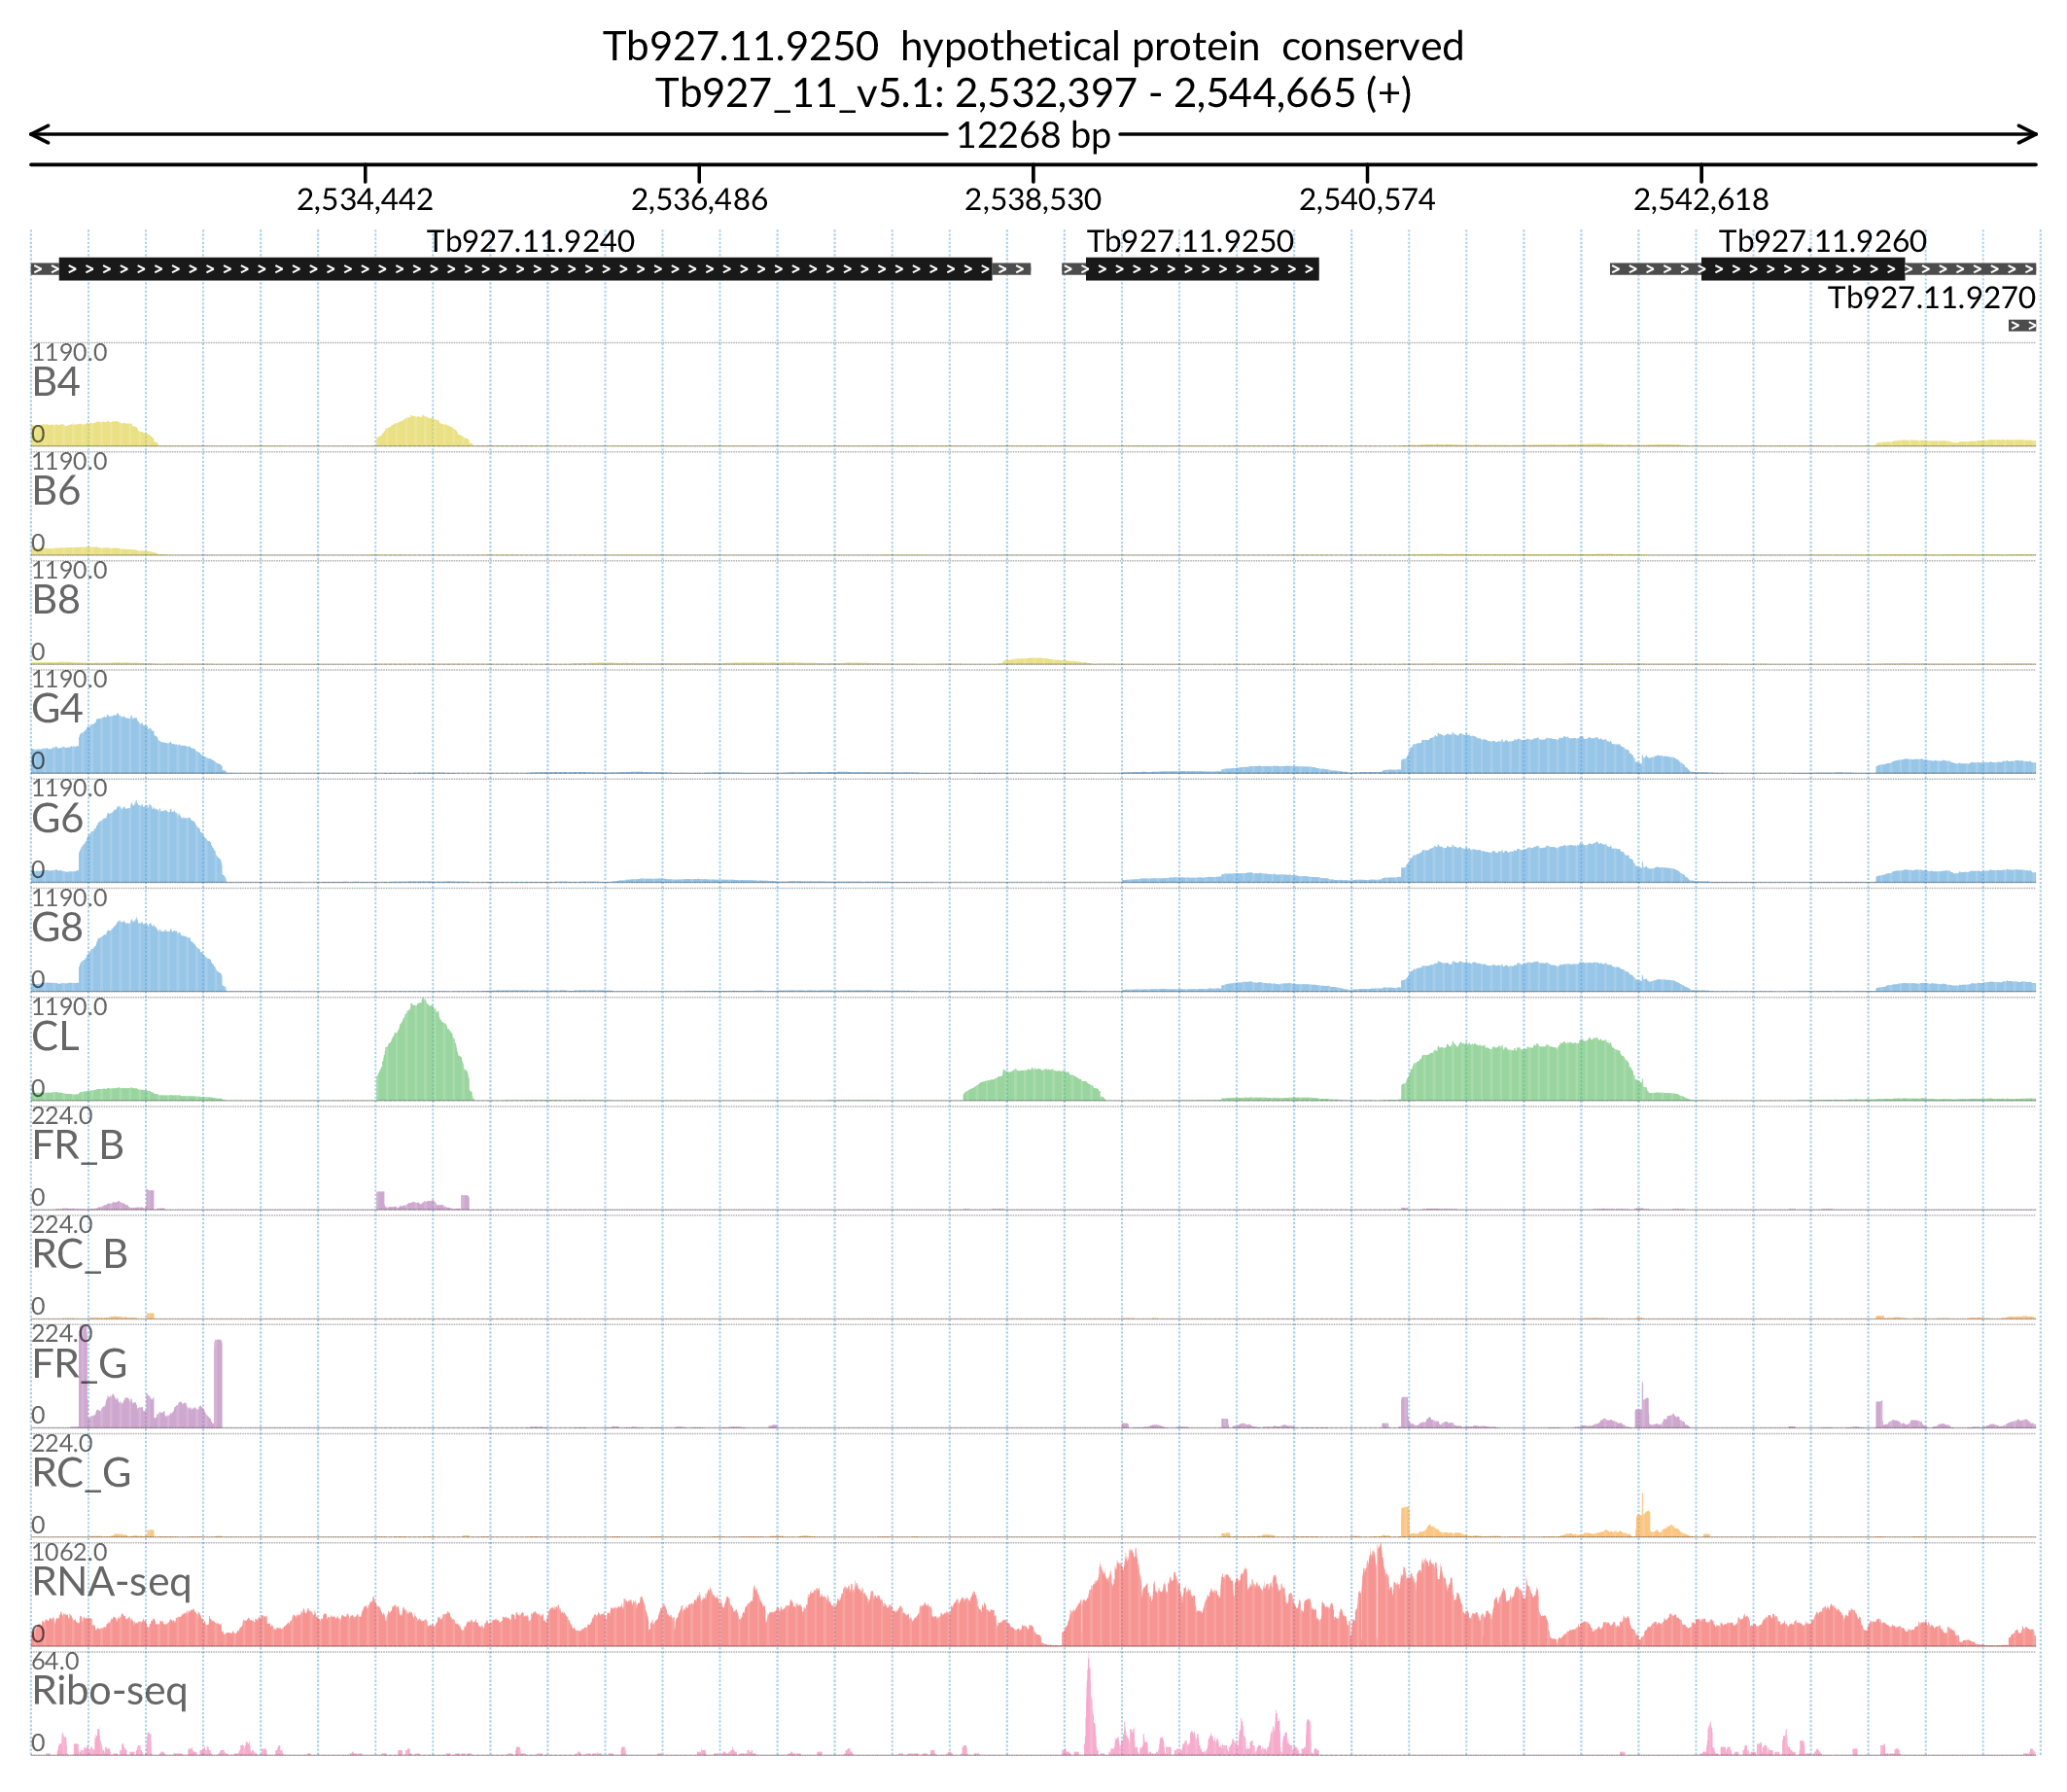 Tb927.11.9250 hypothetical protein conserved
Tb927_11_v5.1: 2,532,397 - 2,544,665 (+)
12268 bp
2,534,442 2,536,486 2,538,530 2,540,574 2,542,618
Tb927.11.9240 Tb927.11.9250 Tb927.11.9260
Tb927.11.9270
1190.0
B4
0
1190.0
B6
0
1190.0
B8
0
1190.0
G4
0
1190.0
G6
0
1190.0
G8
0
1190.0
CL
0
224.0
FR_B
0
224.0
RC_B
0
224.0
FR_G
0
224.0
RC_G
0
1062.0
RNA-seq
0
64.0
Ribo-seq
0